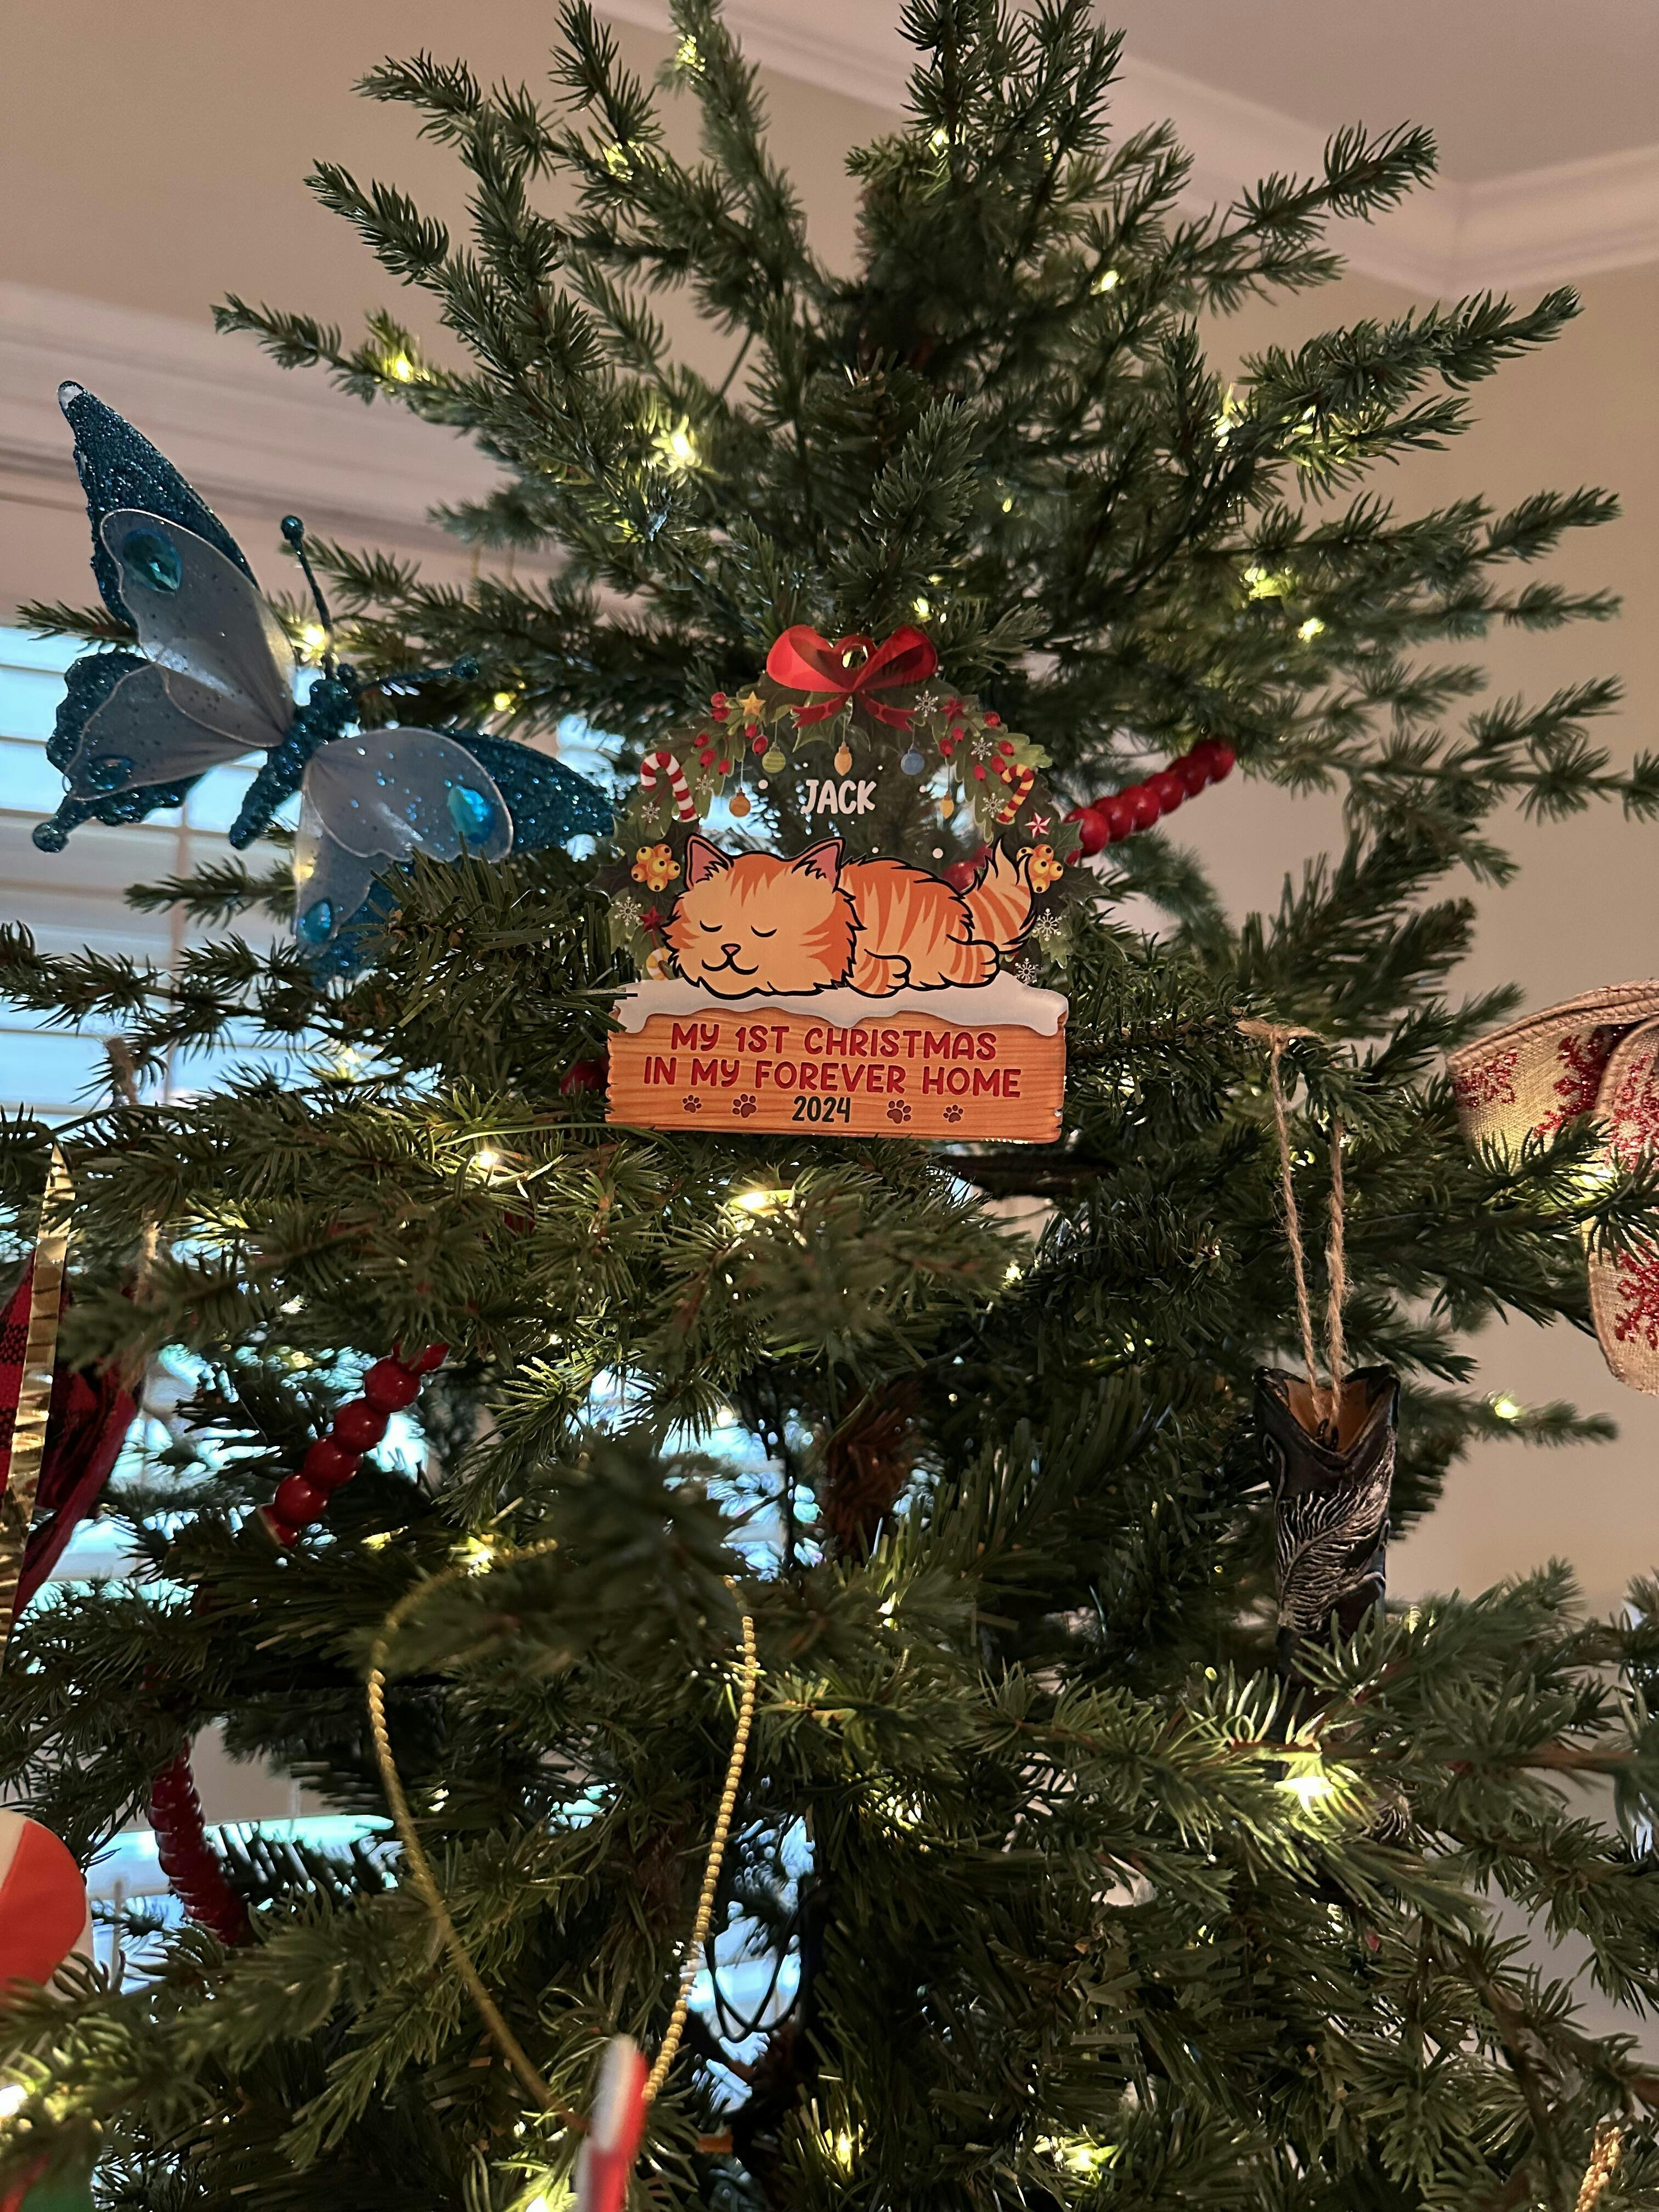 JACK
MY 1ST CHRISTMAS
IN MY FOREVER HOME
2024